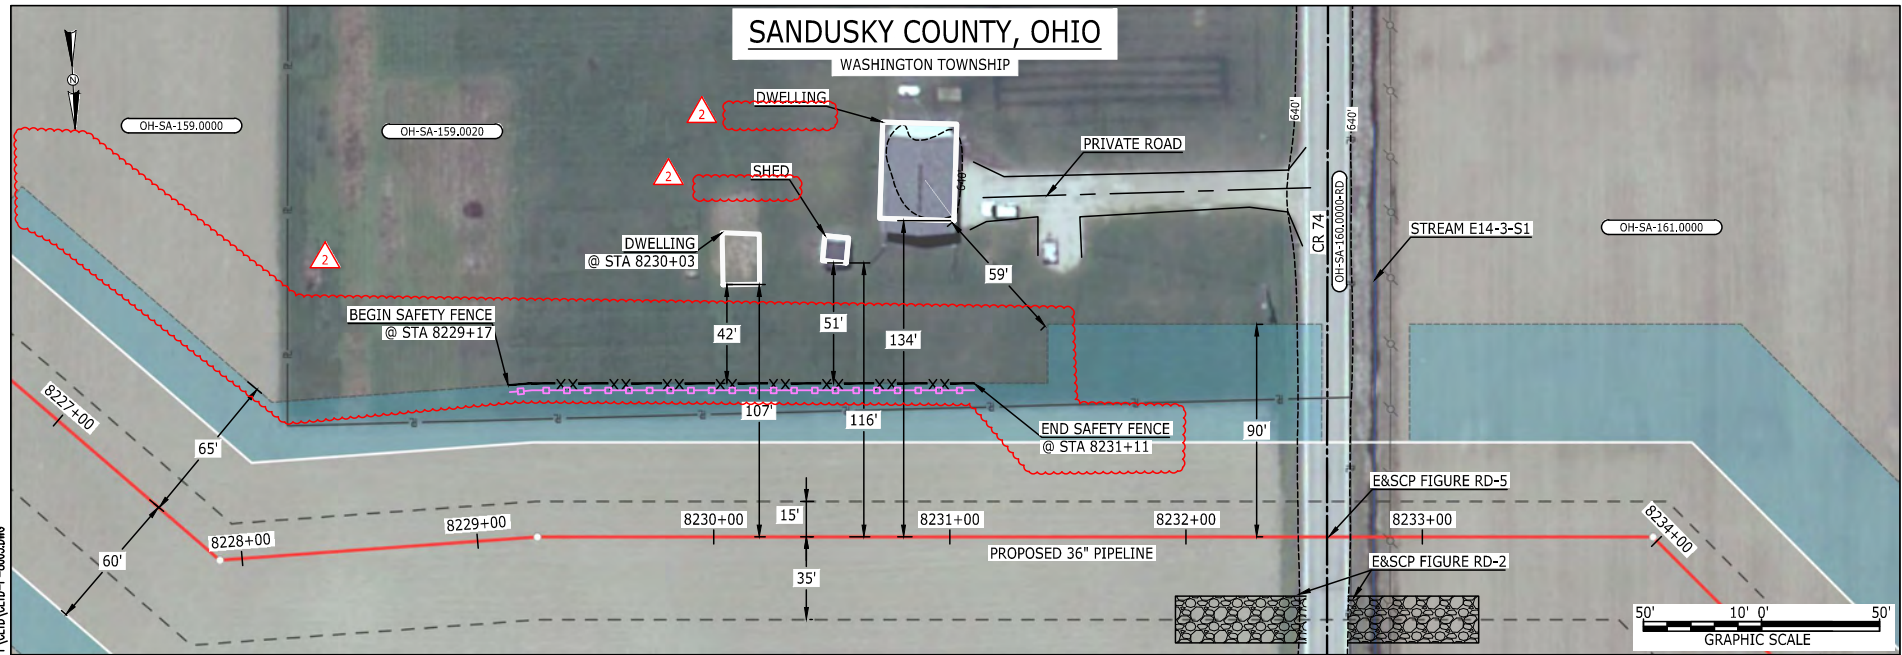 SANDUSKY COUNTY, OHIO
WASHINGTON TOWNSHIP
N
OH-SA-159.0000
OH-SA-159.0020
2
DWELLING
2
SHED
2
DWELLING
@ STA 8230+03
PRIVATE ROAD
640'
640'
640'
CR 74
OH-SA-160.0000-RD
STREAM E14-3-S1
OH-SA-161.0000
BEGIN SAFETY FENCE
@ STA 8229+17
42'
51'
59'
134'
107'
116'
90'
END SAFETY FENCE
@ STA 8231+11
8227+00
65'
60'
8228+00
8229+00
8230+00
15'
35'
8231+00
8232+00
8233+00
8234+00
PROPOSED 36" PIPELINE
E&SCP FIGURE RD-5
E&SCP FIGURE RD-2
50' 10' 0' 50'
GRAPHIC SCALE